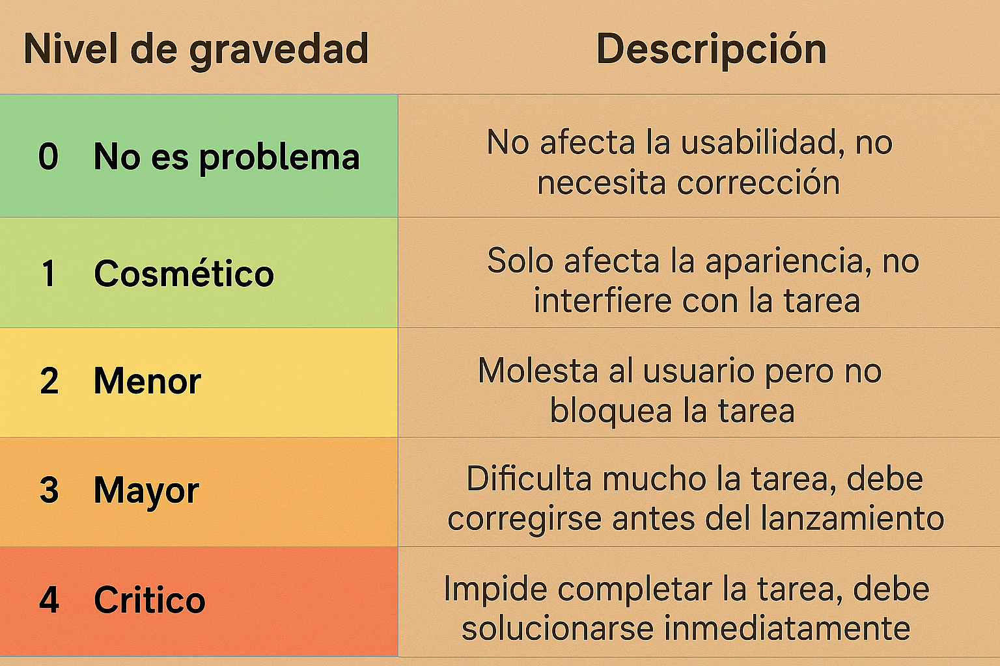 Nivel de gravedad Descripción
0 No es problema
No afecta la usabilidad, no
necesita corrección
1 Cosmético
Solo afecta la apariencia, no
interfiere con la tarea
2 Menor
Molesta al usuario pero no
bloquea la tarea
3 Mayor
Dificulta mucho la tarea, debe
corregirse antes del lanzamiento
4 Critico
Impide completar la tarea, debe
solucionarse inmediatamente